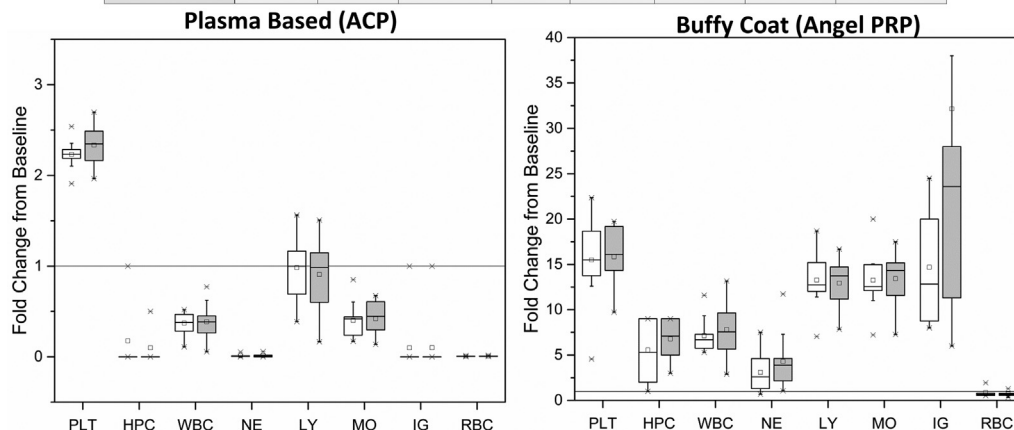 Plasma Based (ACP)
Fold Change from Baseline
3
2
1
0
PLT HPC WBC NE LY MO IG RBC
Buffy Coat (Angel PRP)
Fold Change from Baseline
40
35
30
25
20
15
10
5
0
PLT HPC WBC NE LY MO IG RBC